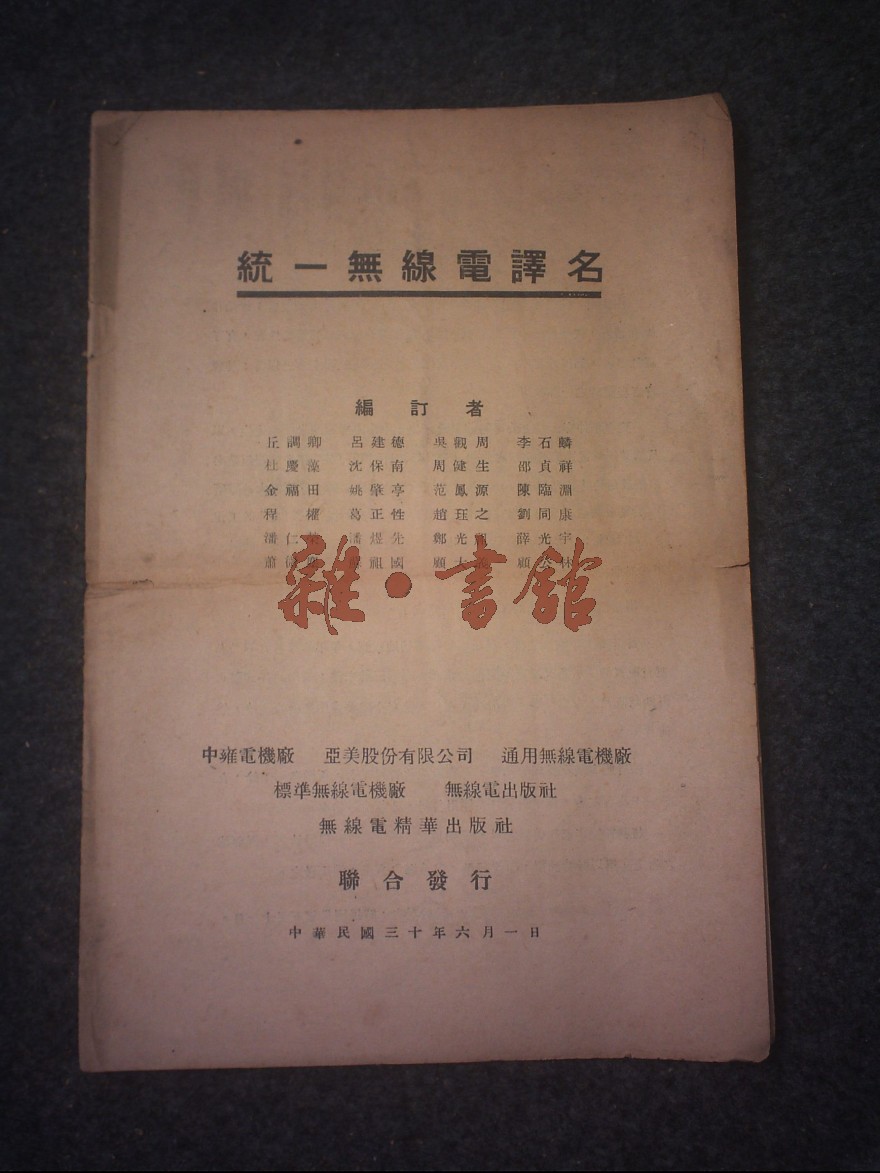 統一無線電譯名
編訂者
丘調卿 呂建德 吳觀周 李石麟
杜慶藻 沈保南 周健生 邵貞祥
金福田 姚肇亭 范鳳源 陳臨淵
程權 葛正性 趙珏之 劉同康
潘仁榮 潘煜先 鄭光 薛光宇
蕭 祖國 顧
雜·書館
中雍電機廠 亞美股份有限公司 通用無線電機廠
標準無線電機廠 無線電出版社
無線電精華出版社
聯合發行
中華民國三十年六月一日